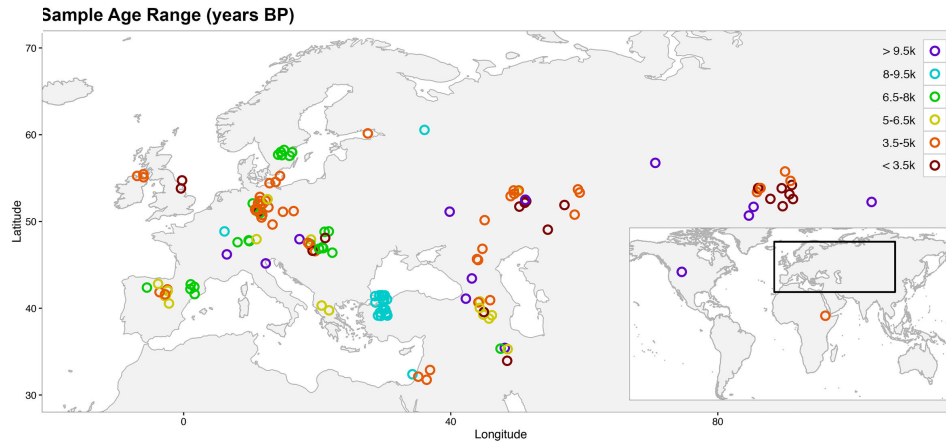 Sample Age Range (years BP)
70
60
50
40
30
Latitude
0
40
80
Longitude
> 9.5k
8-9.5k
6.5-8k
5-6.5k
3.5-5k
< 3.5k